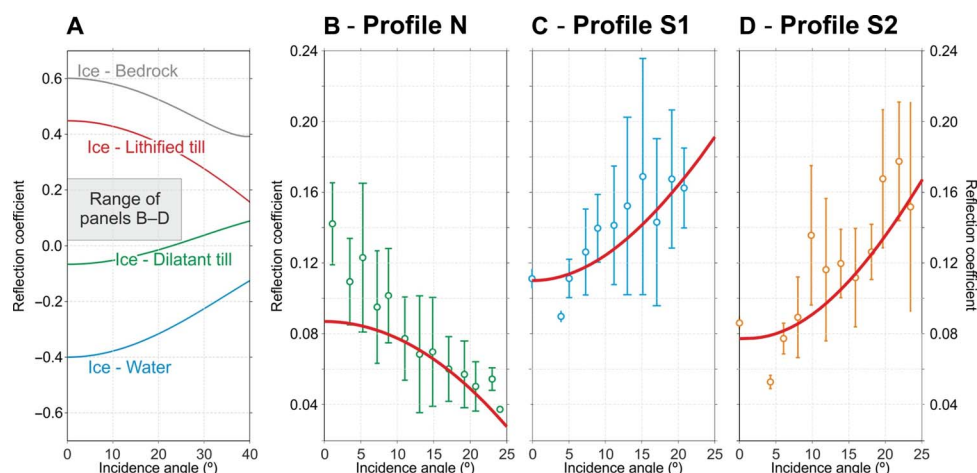 A
B - Profile N
C - Profile S1
D - Profile S2
0.6
0.4
0.2
0.0
−0.2
−0.4
−0.6
Reflection coefficient
Ice - Bedrock
Ice - Lithified till
Range of
panels B–D
Ice - Dilatant till
Ice - Water
0 10 20 30 40
Incidence angle (º)
0.24
0.20
0.16
0.12
0.08
0.04
Reflection coefficient
0 5 10 15 20 25
Incidence angle (º)
0 5 10 15 20 25
Incidence angle (º)
0 5 10 15 20 25
Incidence angle (º)
0.24
0.20
0.16
0.12
0.08
0.04
Reflection coefficient